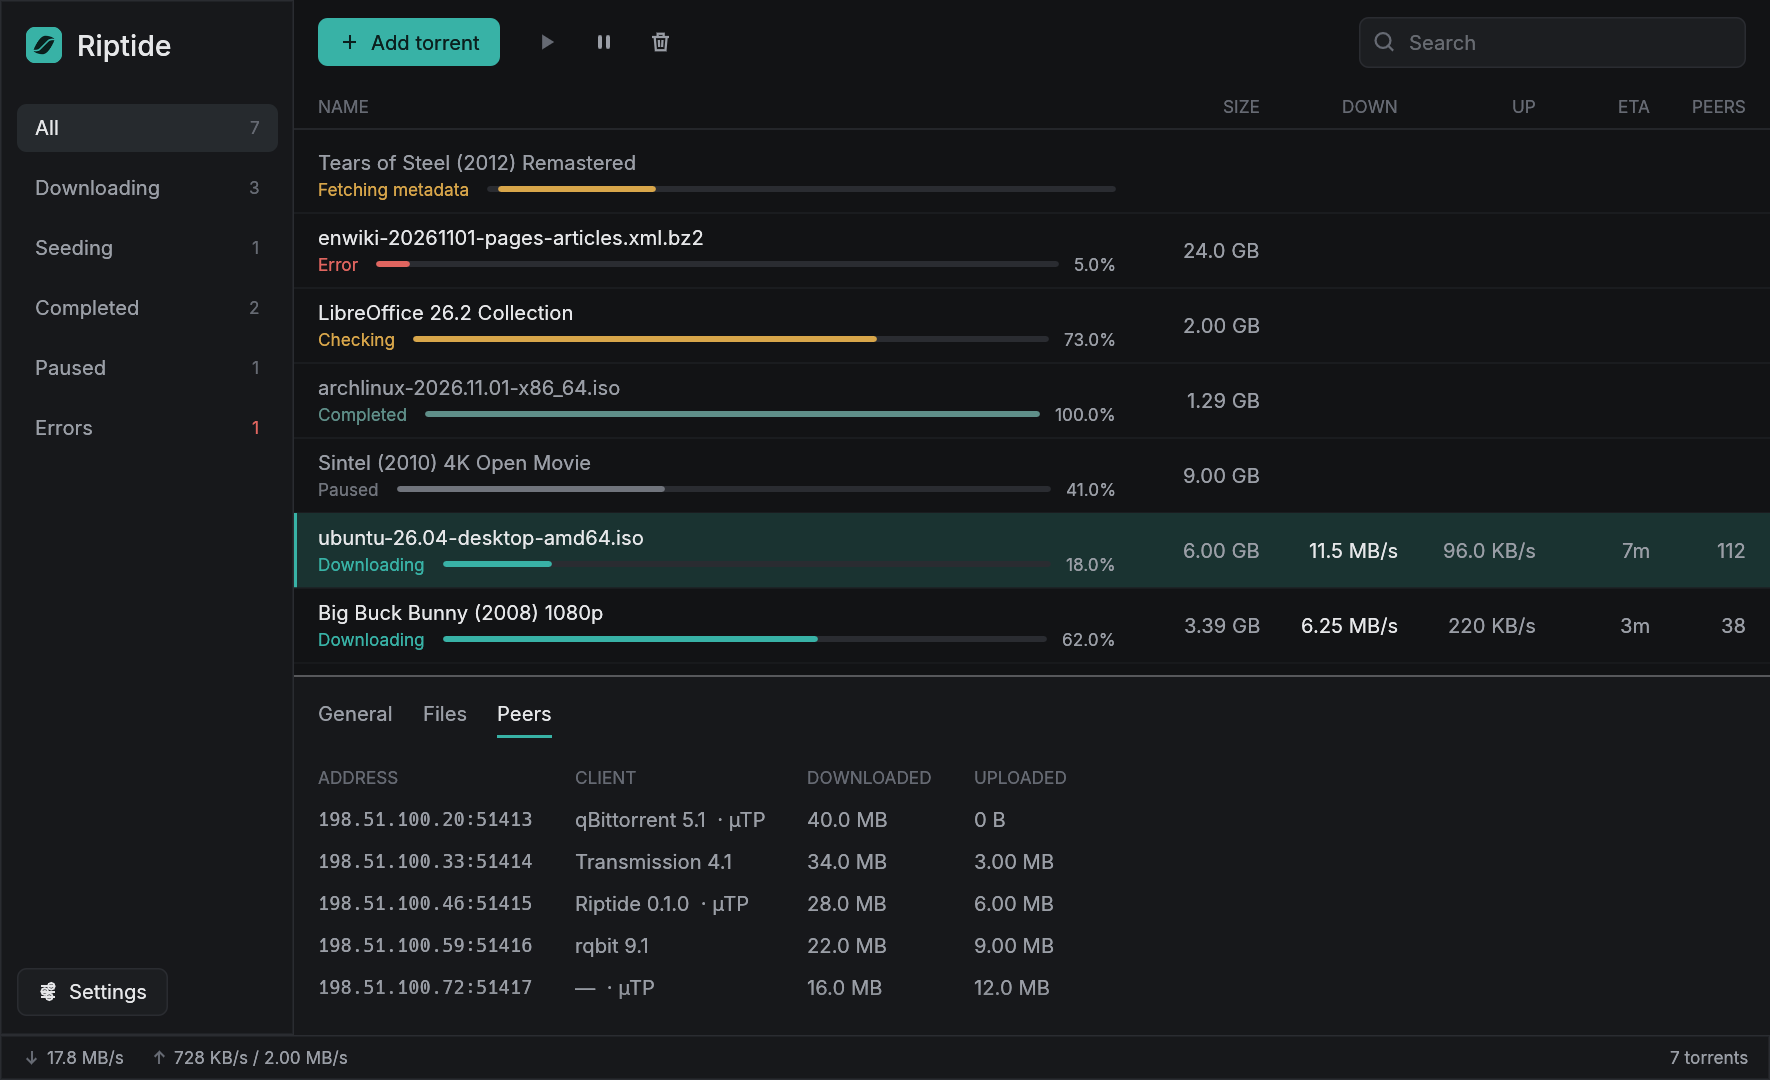 Riptide
Add torrent
Search
All 7
Downloading 3
Seeding 1
Completed 2
Paused 1
Errors 1
Settings
NAME SIZE DOWN UP ETA PEERS
Tears of Steel (2012) Remastered
Fetching metadata
enwiki-20261101-pages-articles.xml.bz2
Error 5.0% 24.0 GB
LibreOffice 26.2 Collection
Checking 73.0% 2.00 GB
archlinux-2026.11.01-x86_64.iso
Completed 100.0% 1.29 GB
Sintel (2010) 4K Open Movie
Paused 41.0% 9.00 GB
ubuntu-26.04-desktop-amd64.iso
Downloading 18.0% 6.00 GB 11.5 MB/s 96.0 KB/s 7m 112
Big Buck Bunny (2008) 1080p
Downloading 62.0% 3.39 GB 6.25 MB/s 220 KB/s 3m 38
General Files Peers
ADDRESS CLIENT DOWNLOADED UPLOADED
198.51.100.20:51413 qBittorrent 5.1 · µTP 40.0 MB 0 B
198.51.100.33:51414 Transmission 4.1 34.0 MB 3.00 MB
198.51.100.46:51415 Riptide 0.1.0 · µTP 28.0 MB 6.00 MB
198.51.100.59:51416 rqbit 9.1 22.0 MB 9.00 MB
198.51.100.72:51417 — · µTP 16.0 MB 12.0 MB
↓ 17.8 MB/s ↑ 728 KB/s / 2.00 MB/s 7 torrents